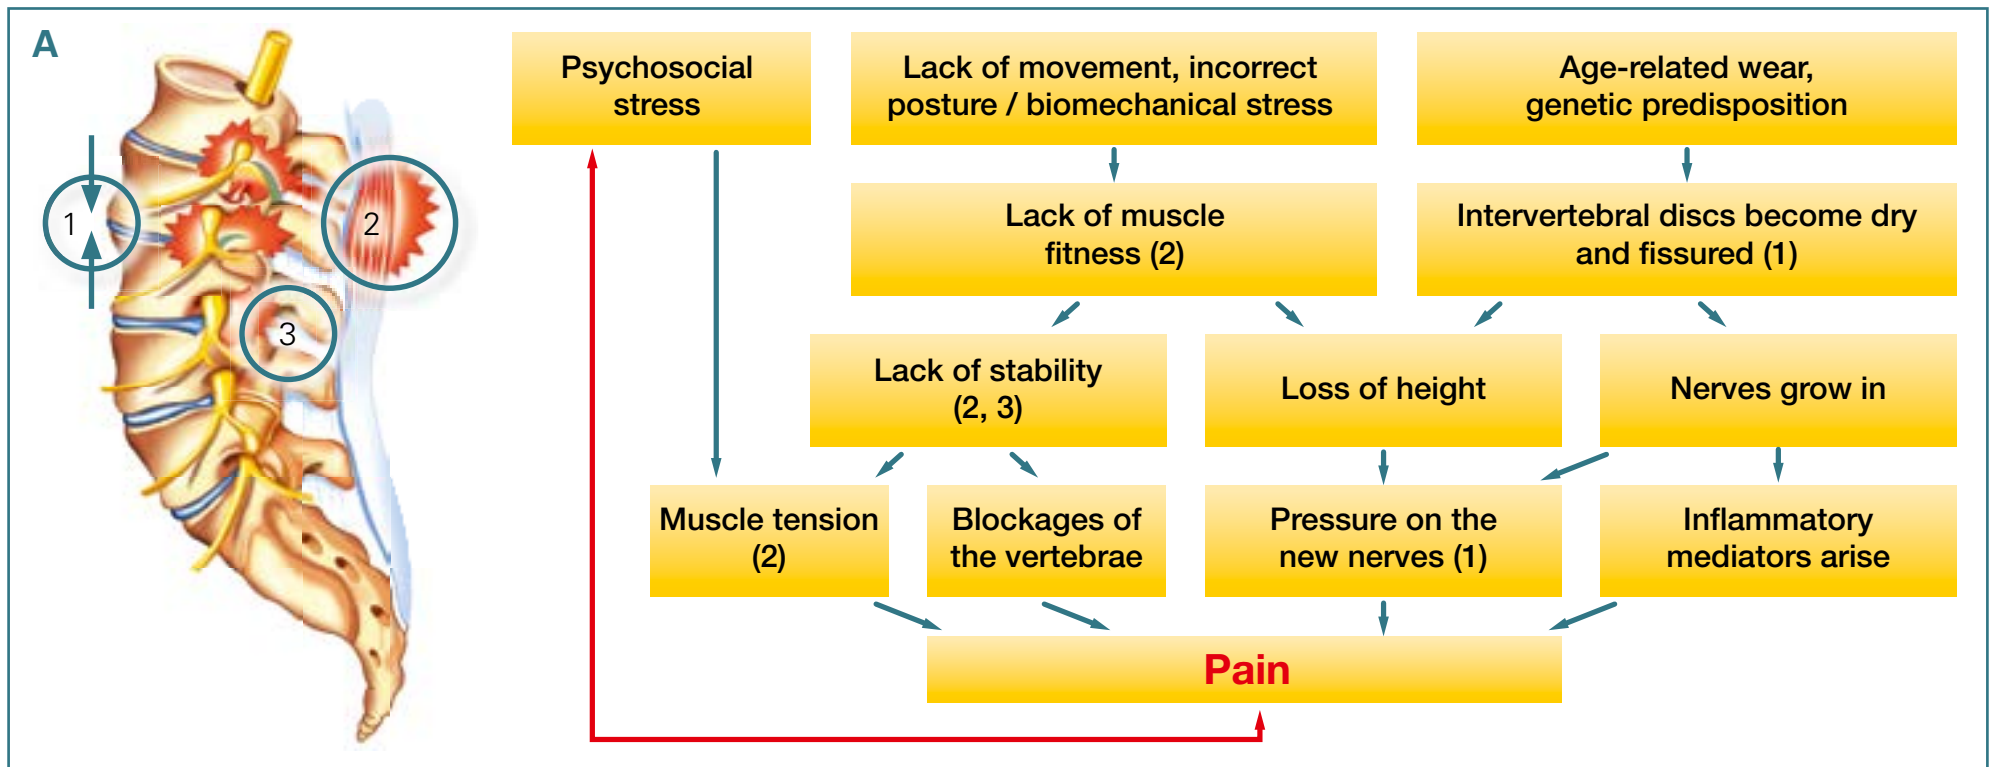 A
1
2
3
Psychosocial
stress
Lack of movement, incorrect
posture / biomechanical stress
Age-related wear,
genetic predisposition
Lack of muscle
fitness (2)
Intervertebral discs become dry
and fissured (1)
Lack of stability
(2, 3)
Loss of height
Nerves grow in
Muscle tension
(2)
Blockages of
the vertebrae
Pressure on the
new nerves (1)
Inflammatory
mediators arise
Pain